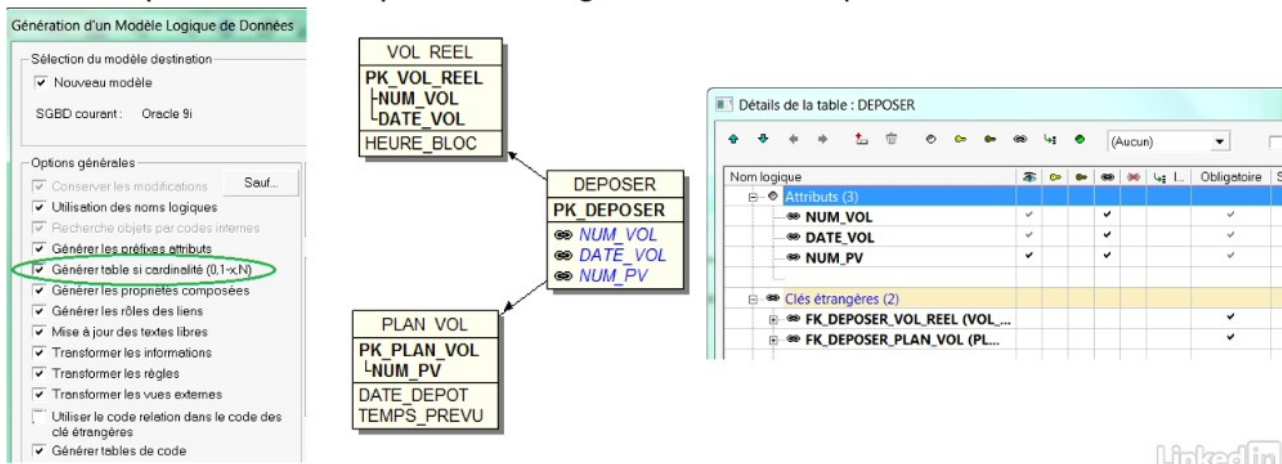 Génération d'un Modèle Logique de Données
Sélection du modèle destination
Nouveau modèle
SGBD courant : Oracle 9i
Options générales
Conserver les modifications
Sauf...
Utilisation des noms logiques
Recherche objets par codes internes
Générer les préfixes attributs
Générer table si cardinalité (0,1-x,N)
Générer les propriétés composées
Générer les rôles des liens
Mise à jour des textes libres
Transformer les informations
Transformer les règles
Transformer les vues externes
Utiliser le code relation dans le code des
clé étrangères
Générer tables de code
VOL REEL
PK_VOL_REEL
NUM_VOL
DATE_VOL
HEURE_BLOC
DEPOSER
PK_DEPOSER
NUM_VOL
DATE_VOL
NUM_PV
PLAN VOL
PK_PLAN_VOL
NUM_PV
DATE_DEPOT
TEMPS_PREVU
Détails de la table : DEPOSER
(Aucun)
Nom logique L... Obligatoire S
Attributs (3)
NUM_VOL
DATE_VOL
NUM_PV
Clés étrangères (2)
FK_DEPOSER_VOL_REEL (VOL_...
FK_DEPOSER_PLAN_VOL (PL...
Linked in